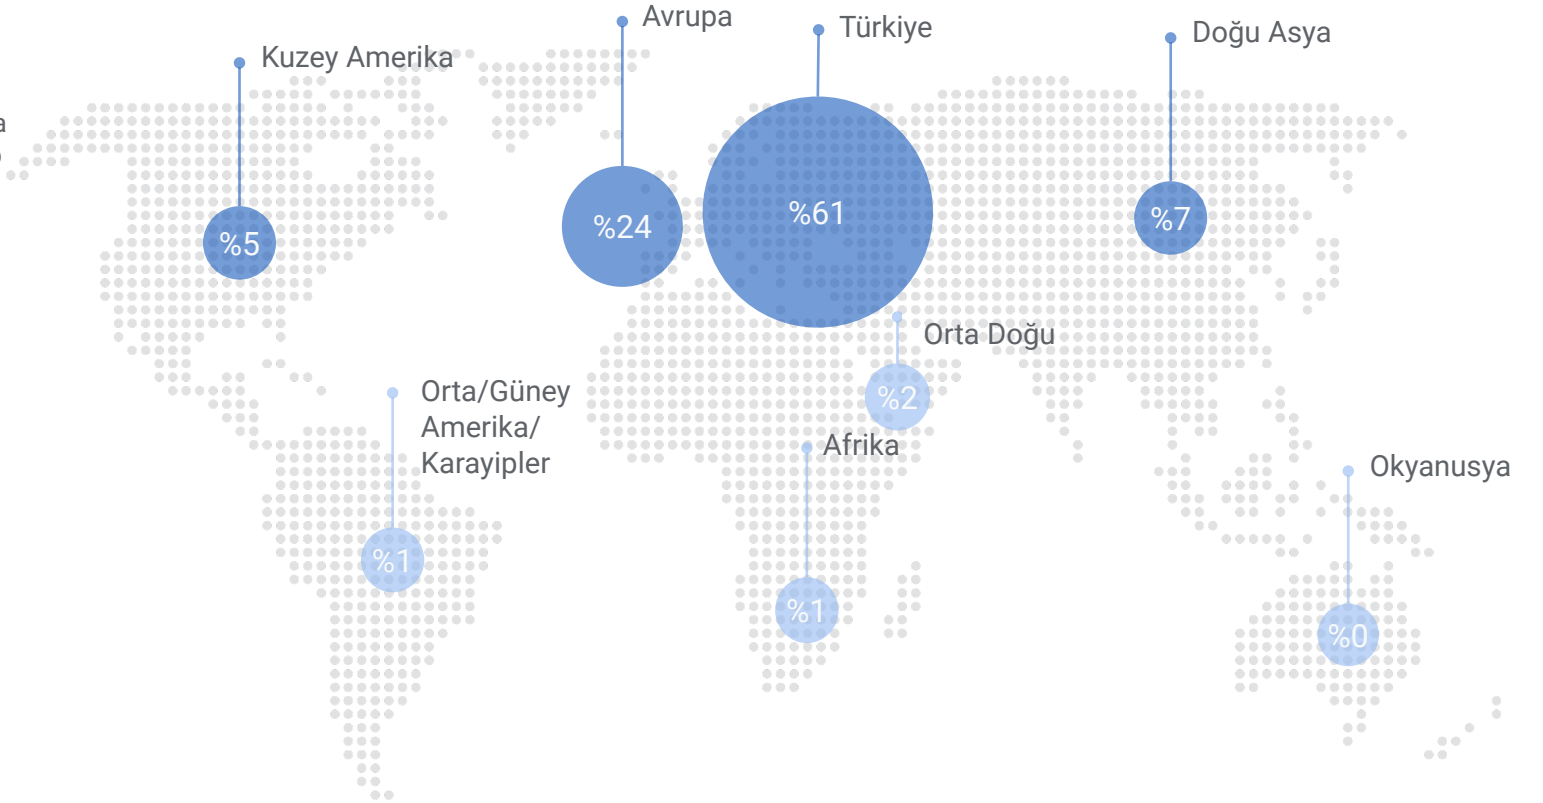 Avrupa
Türkiye
Doğu Asya
Kuzey Amerika
a
%61
%7
%24
%5
Orta Doğu
%2
Orta/Güney
Amerika/
Karayipler
Afrika
Okyanusya
%1
%1
%0